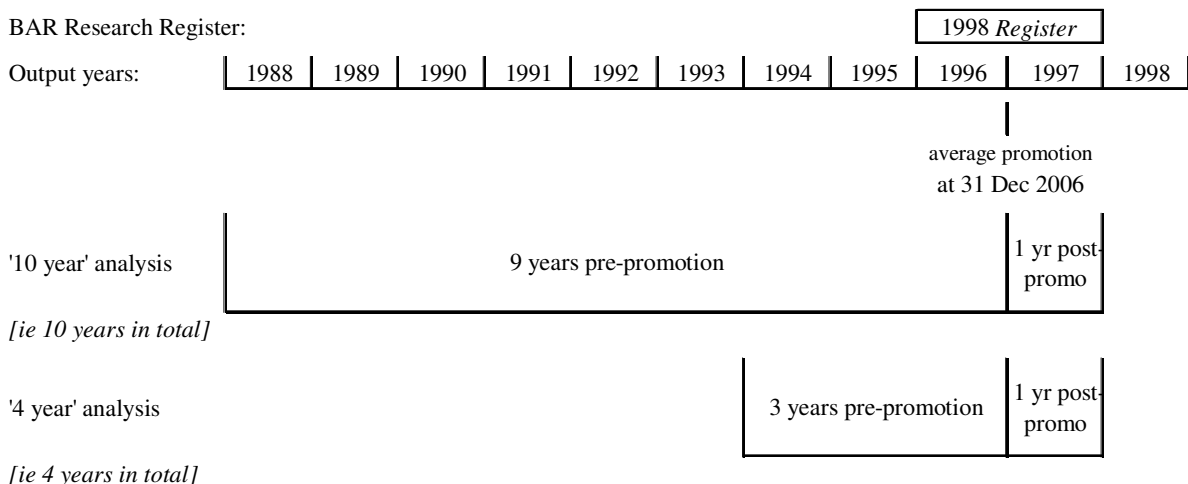 BAR Research Register: 1998 Register
Output years: 1988 1989 1990 1991 1992 1993 1994 1995 1996 1997 1998
average promotion
at 31 Dec 2006
'10 year' analysis 9 years pre-promotion 1 yr post-
promo
[ie 10 years in total]
'4 year' analysis 3 years pre-promotion 1 yr post-
promo
[ie 4 years in total]